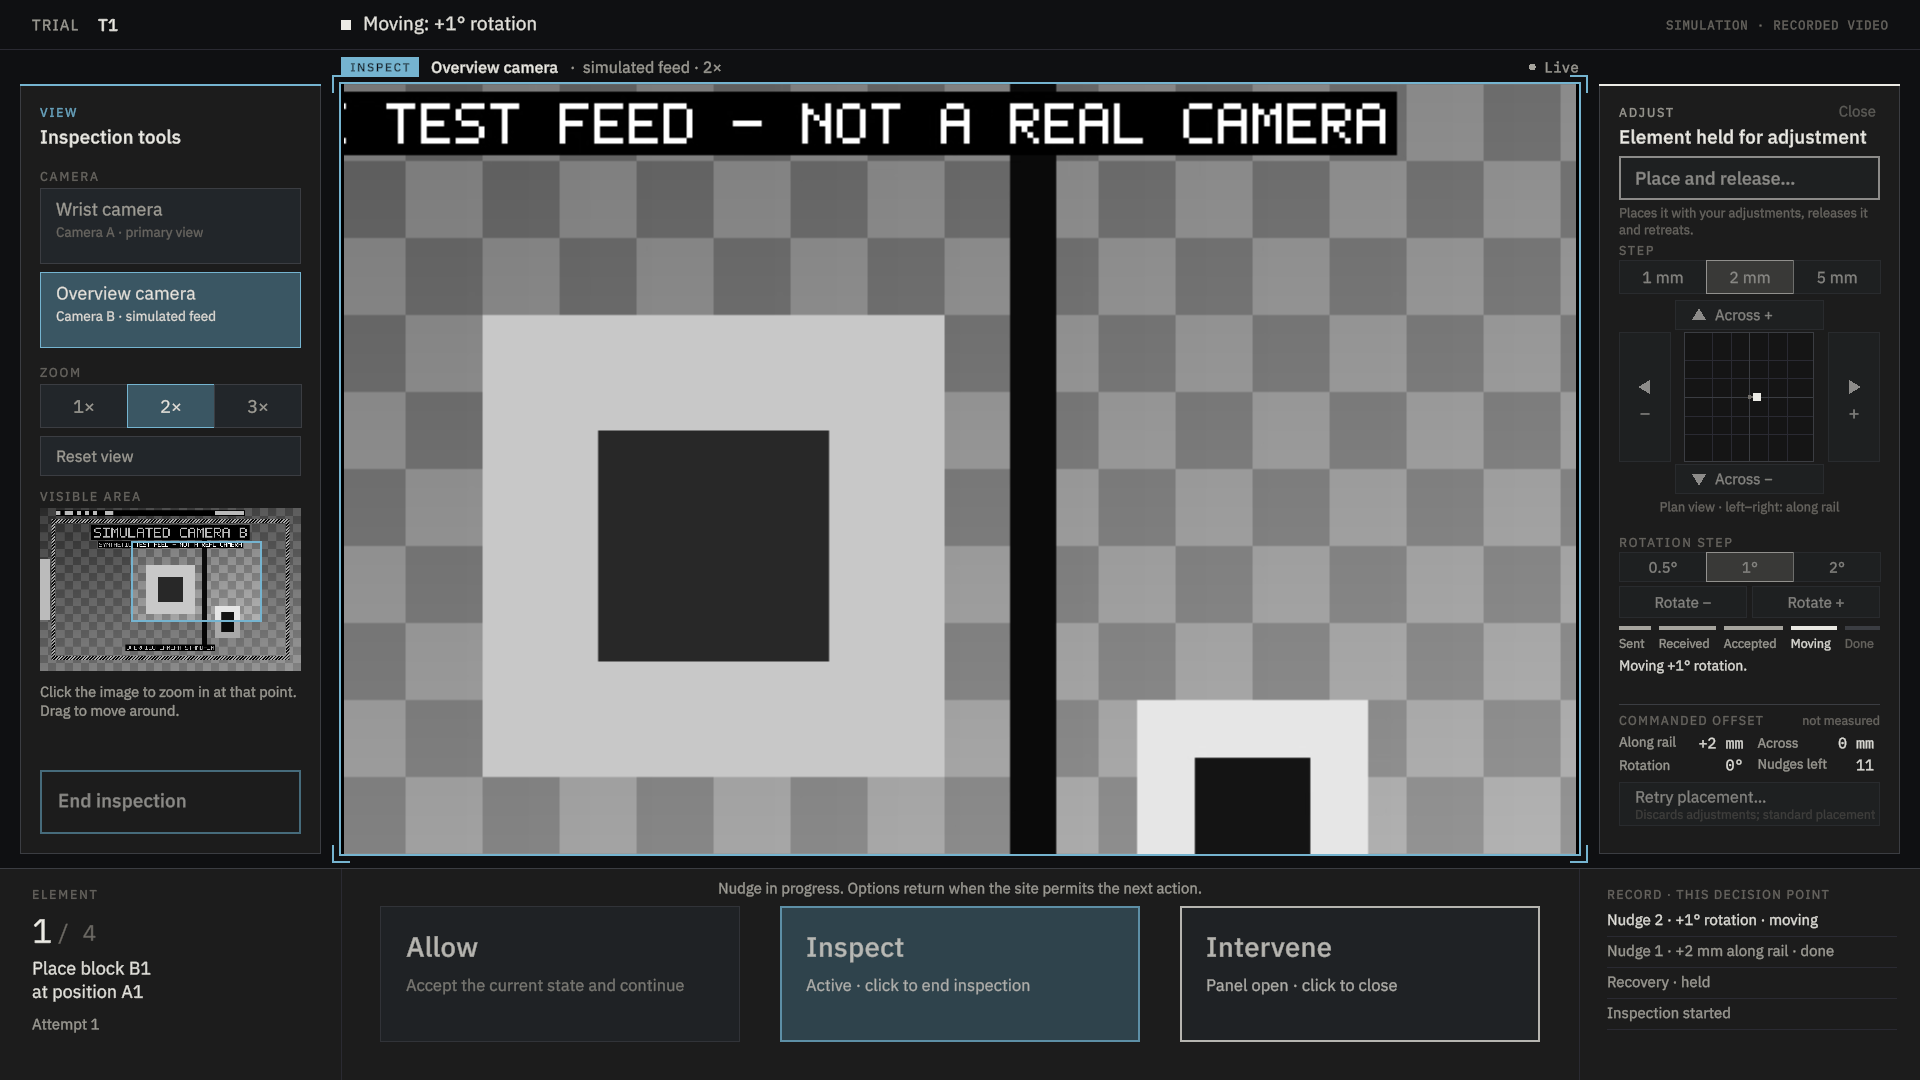 TRIAL T1
Moving: +1° rotation
SIMULATION · RECORDED VIDEO
INSPECT Overview camera · simulated feed · 2×
Live
VIEW
Inspection tools
CAMERA
Wrist camera
Camera A · primary view
Overview camera
Camera B · simulated feed
ZOOM
1× 2× 3×
Reset view
VISIBLE AREA
SIMULATED CAMERA B
SYNTHETIC TEST FEED – NOT A REAL CAMERA
Click the image to zoom in at that point.
Drag to move around.
End inspection
TEST FEED – NOT A REAL CAMERA
ADJUST Close
Element held for adjustment
Place and release...
Places it with your adjustments, releases it
and retreats.
STEP
1 mm 2 mm 5 mm
Across +
−
+
Across −
Plan view · left–right: along rail
ROTATION STEP
0.5° 1° 2°
Rotate − Rotate +
Sent Received Accepted Moving Done
Moving +1° rotation.
COMMANDED OFFSET not measured
Along rail +2 mm Across 0 mm
Rotation 0° Nudges left 11
Retry placement...
Discards adjustments; standard placement
ELEMENT
1 / 4
Place block B1
at position A1
Attempt 1
Nudge in progress. Options return when the site permits the next action.
Allow
Accept the current state and continue
Inspect
Active · click to end inspection
Intervene
Panel open · click to close
RECORD · THIS DECISION POINT
Nudge 2 · +1° rotation · moving
Nudge 1 · +2 mm along rail · done
Recovery · held
Inspection started